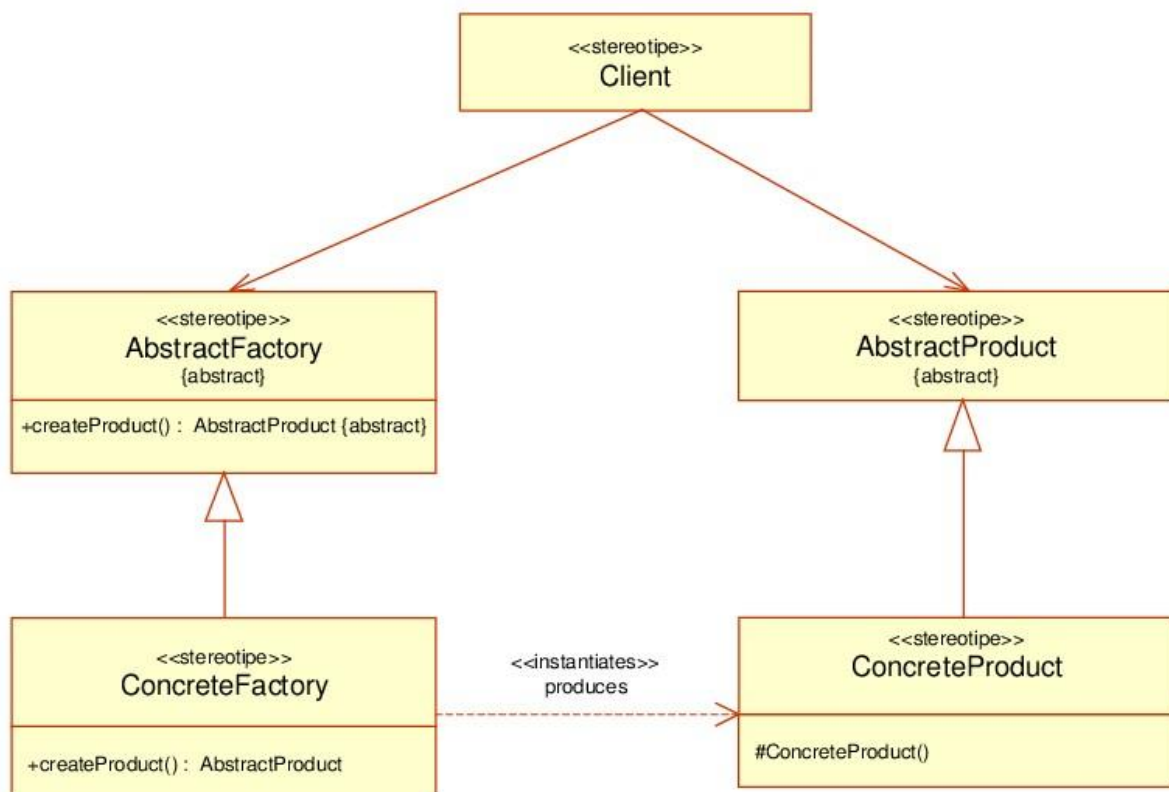 <<stereotipe>>
Client
<<stereotipe>>
AbstractFactory
{abstract}
+createProduct() : AbstractProduct {abstract}
<<stereotipe>>
AbstractProduct
{abstract}
<<stereotipe>>
ConcreteFactory
+createProduct() : AbstractProduct
<<instantiates>>
produces
<<stereotipe>>
ConcreteProduct
#ConcreteProduct()